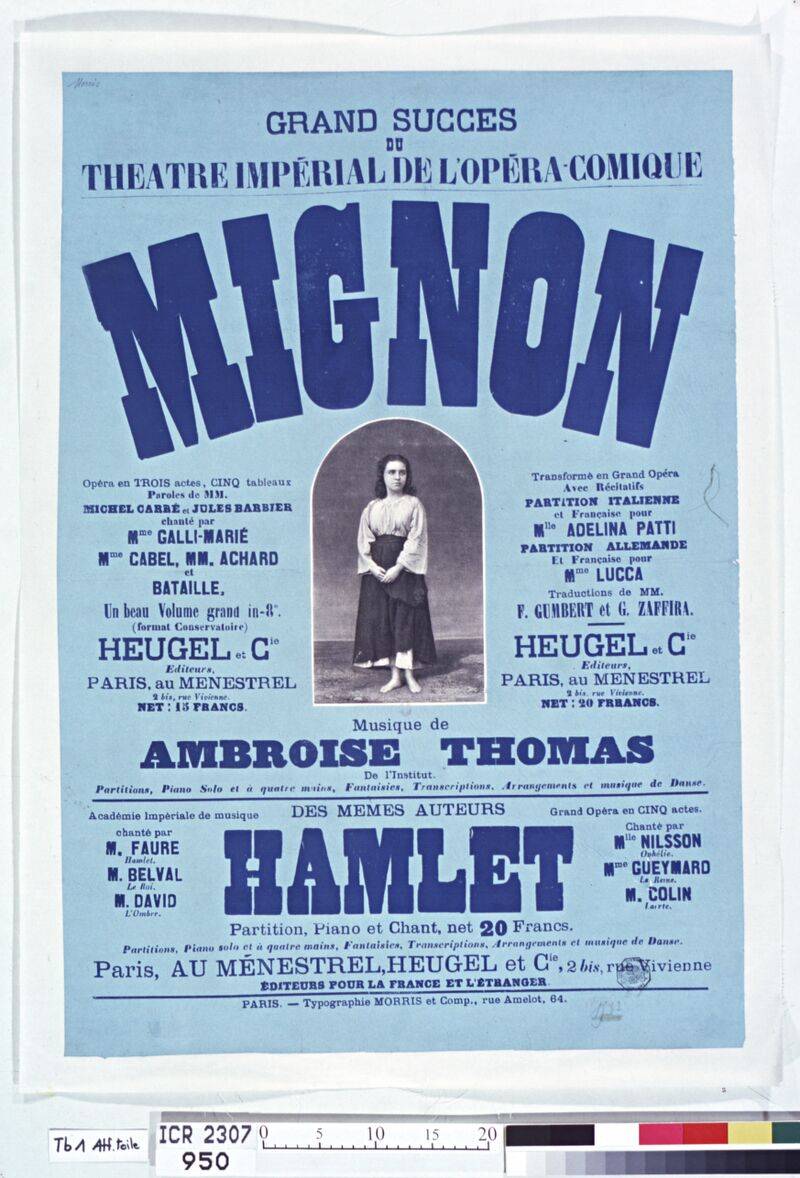 Morris
GRAND SUCCES
DU
THEATRE IMPÉRIAL DE L'OPÉRA-COMIQUE
MIGNON
Opéra en TROIS actes, CINQ tableaux
Paroles de MM.
MICHEL CARRÉ et JULES BARBIER
chanté par
Mme GALLI-MARIÉ
Mme CABEL, MM. ACHARD
et
BATAILLE,
Un beau Volume grand in-8°.
(format Conservatoire)
HEUGEL et Cie
Editeurs,
PARIS, au MENESTREL
2 bis, rue Vivienne.
NET : 15 FRANCS.
Transformé en Grand Opéra
Avec Récitatifs
PARTITION ITALIENNE
et Française pour
Mlle ADELINA PATTI
PARTITION ALLEMANDE
Et Française pour
Mme LUCCA
Traductions de MM.
F. GUMBERT et G. ZAFFIRA.
HEUGEL et Cie
Editeurs,
PARIS, au MENESTREL
2 bis, rue Vivienne.
NET : 20 FRRANCS.
Musique de
AMBROISE THOMAS
De l'Institut.
Partitions, Piano Solo et à quatre mains, Fantaisies, Transcriptions, Arrangements et musique de Danse.
Académie Impériale de musique
DES MEMES AUTEURS
Grand Opéra en CINQ actes.
chanté par
M. FAURE
Hamlet.
M. BELVAL
Le Roi.
M. DAVID
L'Ombre.
HAMLET
Chanté par
Mlle NILSSON
Ophélie.
Mme GUEYMARD
La Reine.
M. COLIN
Laërte.
Partition, Piano et Chant, net 20 Francs.
Partitions, Piano solo et à quatre mains, Fantaisies, Transcriptions, Arrangements et musique de Danse.
Paris, AU MÉNESTREL, HEUGEL et Cie, 2 bis, rue Vivienne
ÉDITEURS POUR LA FRANCE ET L'ÉTRANGER
PARIS. — Typographie MORRIS et Comp., rue Amelot, 64.
Tb 1 Aff. toile
ICR 2307
950
0 5 10 15 20